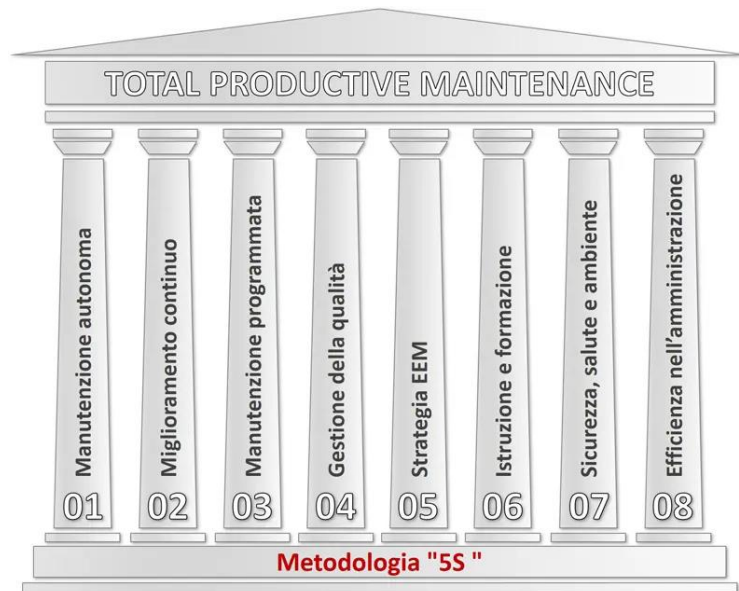 TOTAL PRODUCTIVE MAINTENANCE
Manutenzione autonoma
01
Miglioramento continuo
02
Manutenzione programmata
03
Gestione della qualità
04
Strategia EEM
05
Istruzione e formazione
06
Sicurezza, salute e ambiente
07
Efficienza nell'amministrazione
08
Metodologia "5S "